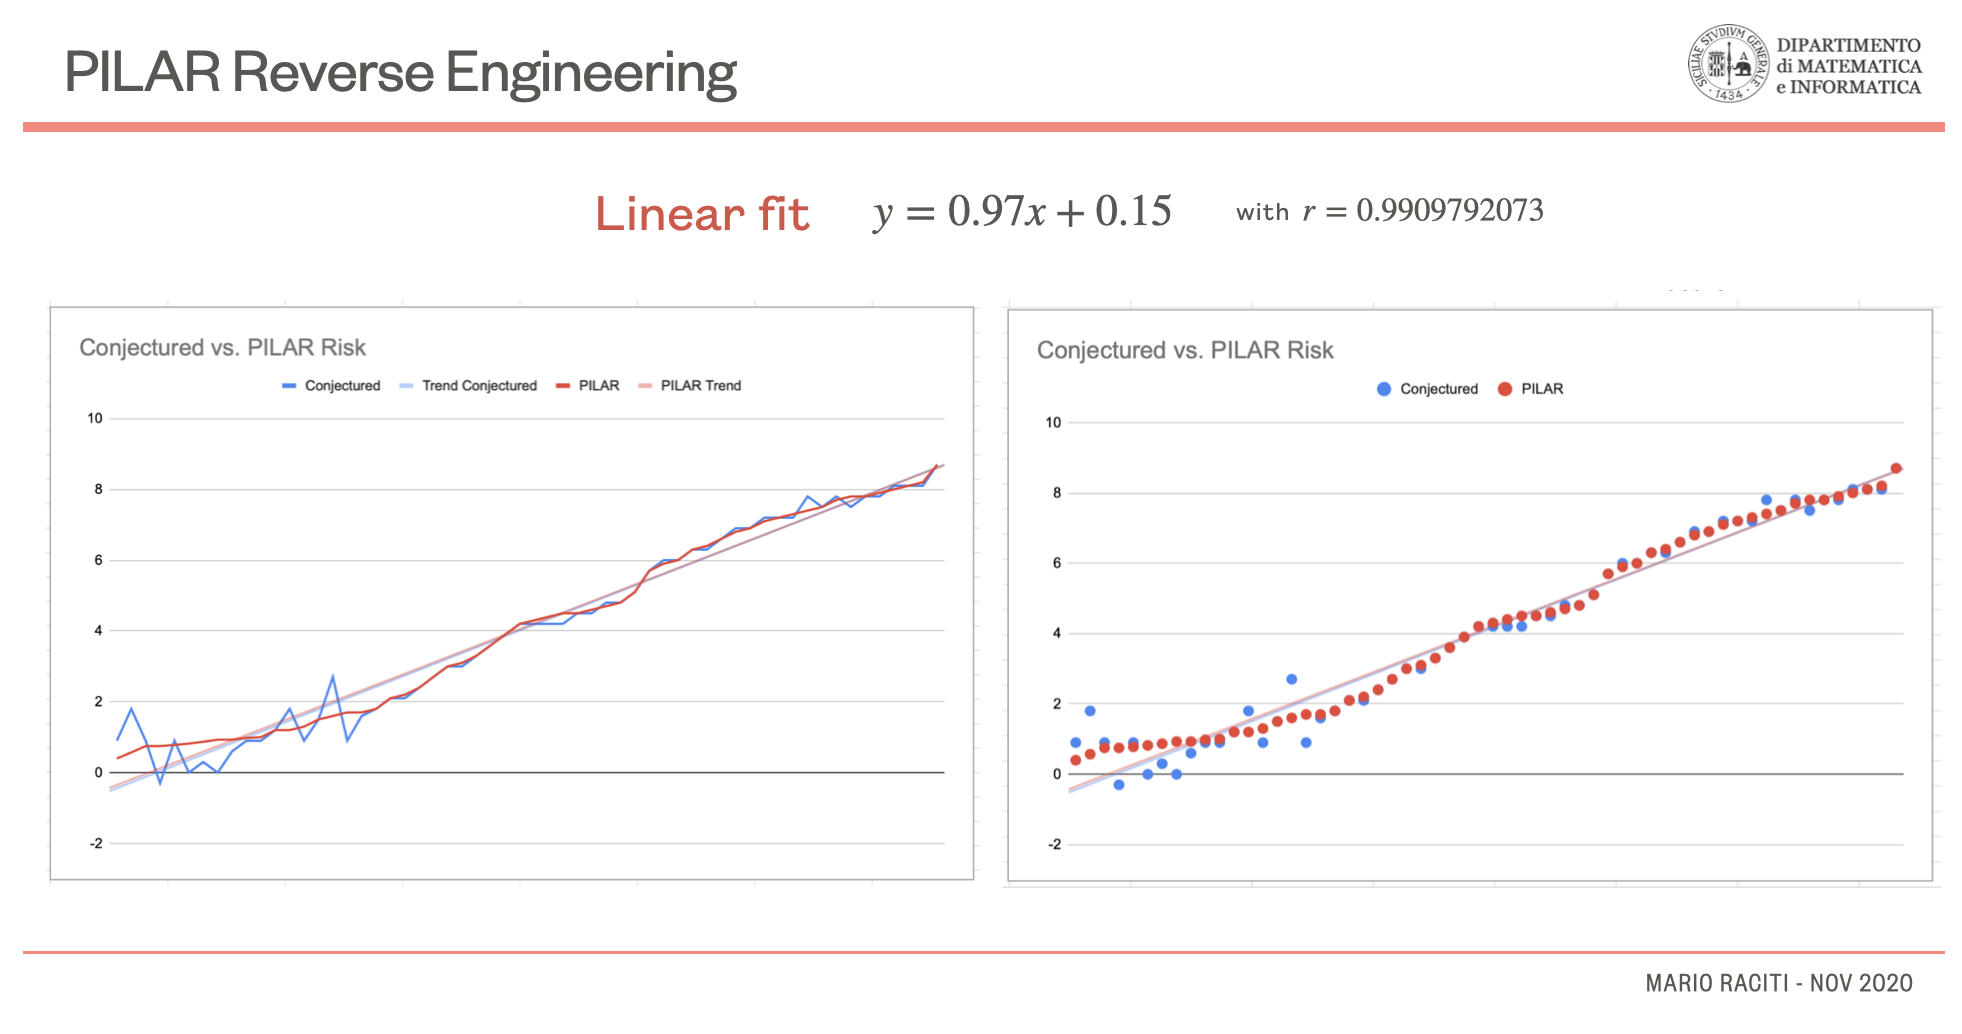 PILAR Reverse Engineering
SICILIAE STVDIVM GENERALE
· 1434 ·
DIPARTIMENTO
di MATEMATICA
e INFORMATICA
Linear fit y = 0.97x + 0.15 with r = 0.9909792073
Conjectured vs. PILAR Risk
Conjectured Trend Conjectured PILAR PILAR Trend
10
8
6
4
2
0
-2
Conjectured vs. PILAR Risk
Conjectured PILAR
10
8
6
4
2
0
-2
MARIO RACITI - NOV 2020